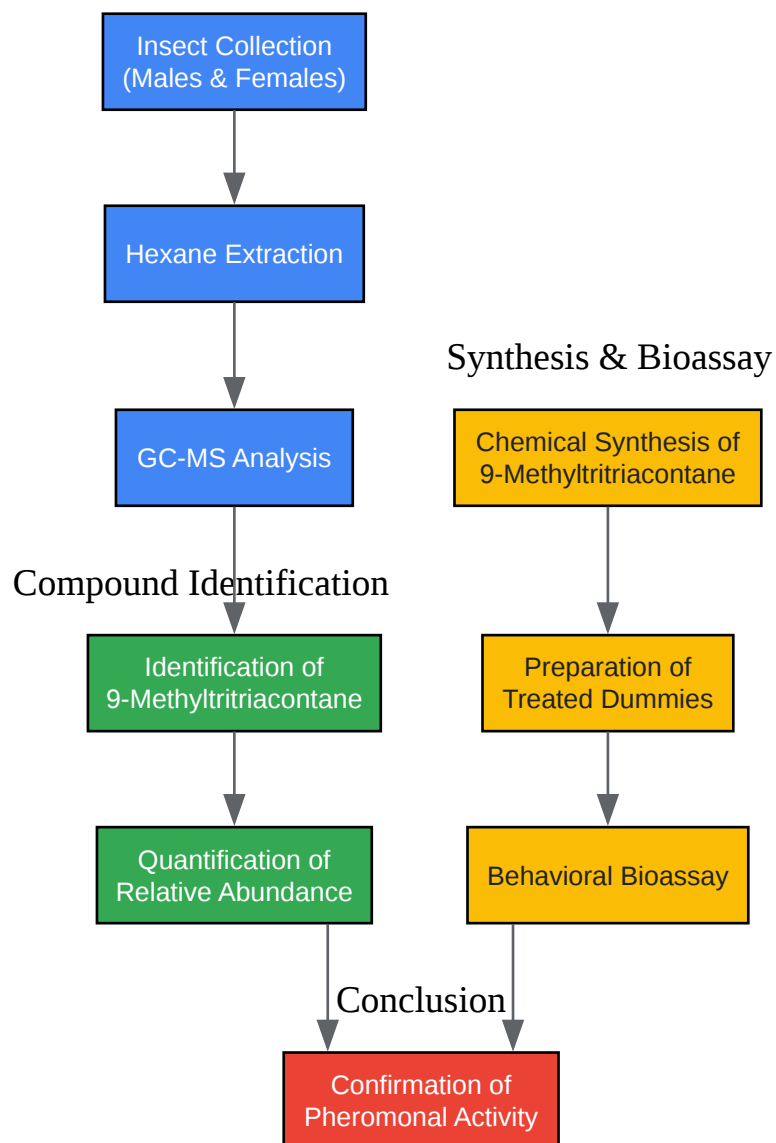 Insect Collection
(Males & Females)
Hexane Extraction
GC-MS Analysis
Compound Identification
Identification of
9-Methyltritriacontane
Quantification of
Relative Abundance
Synthesis & Bioassay
Chemical Synthesis of
9-Methyltritriacontane
Preparation of
Treated Dummies
Behavioral Bioassay
Conclusion
Confirmation of
Pheromonal Activity